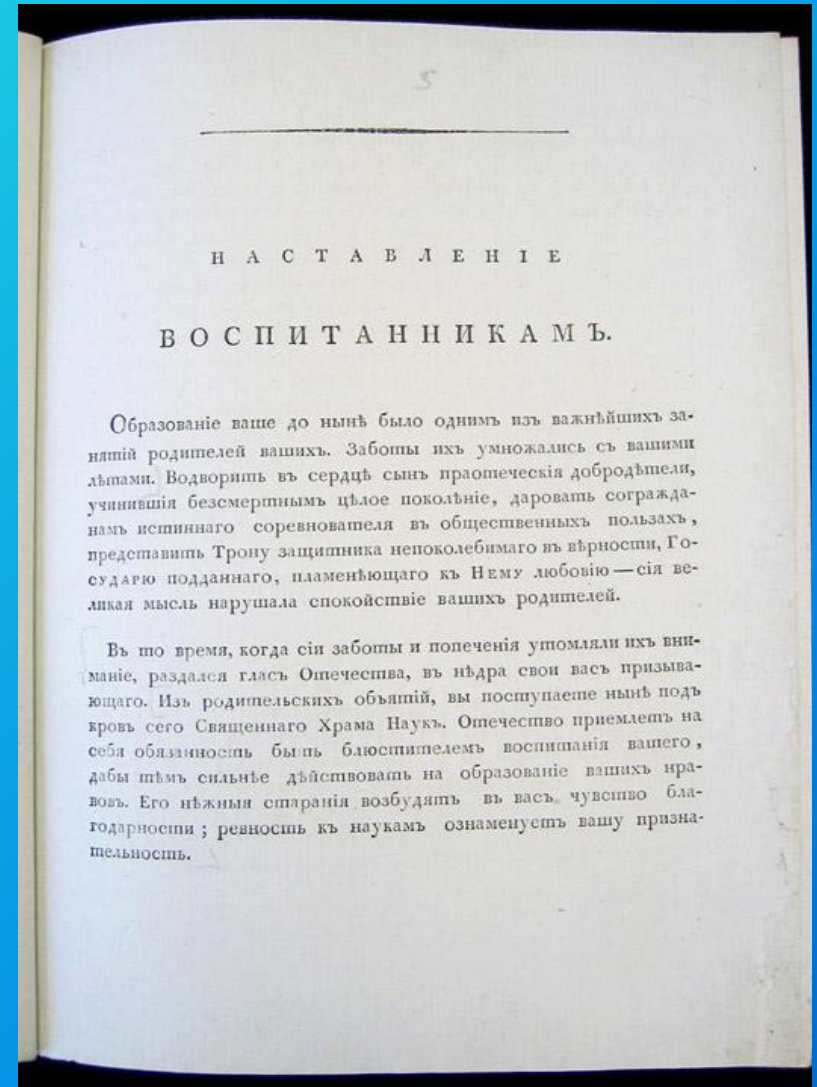 5
НАСТАВЛЕНІЕ
ВОСПИТАННИКАМЪ.
Образованіе ваше до нынѣ было однимъ изъ важнѣйшихъ за-
нятій родителей вашихъ. Заботы ихъ умножались съ вашими
лѣтами. Водворить въ сердцѣ сынъ праотеческія добродѣтели,
учинившія безсмертнымъ цѣлое поколѣніе, даровать согражда-
намъ истиннаго соревнователя въ общественныхъ пользахъ,
представить Трону защитника непоколебимаго въ вѣрности, Го-
сударю подданнаго, пламенѣющаго къ Нему любовію — сія ве-
ликая мысль нарушала спокойствіе вашихъ родителей.
Въ то время, когда сіи заботы и попеченія утомляли ихъ вни-
маніе, раздался гласъ Отечества, въ нѣдра свои васъ призыва-
ющаго. Изъ родительскихъ объятій, вы поступаете нынѣ подъ
кровъ сего Священнаго Храма Наукъ. Отечество приемлетъ на
себя обязанность быть блюстителемъ воспитанія вашего,
дабы тѣмъ сильнѣе дѣйствовать на образованіе вашихъ нра-
вовъ. Его нѣжныя старанія возбудятъ въ васъ чувство бла-
годарности; ревность къ наукамъ ознаменуетъ вашу призна-
тельность.